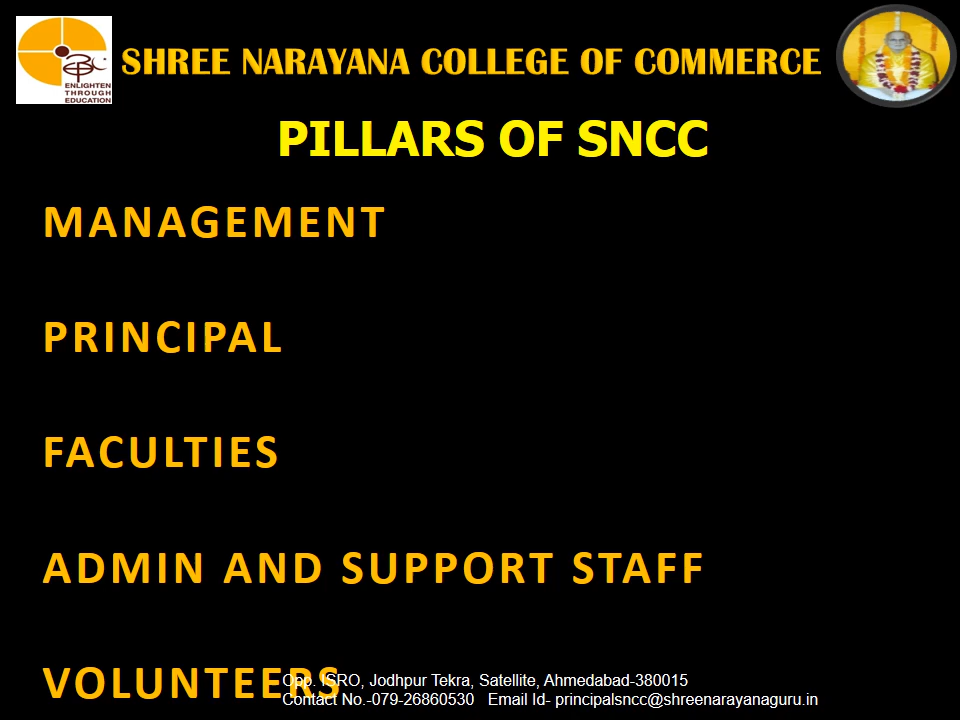 ENLIGHTEN
THROUGH
EDUCATION
SHREE NARAYANA COLLEGE OF COMMERCE
PILLARS OF SNCC
MANAGEMENT
PRINCIPAL
FACULTIES
ADMIN AND SUPPORT STAFF
VOLUNTEERS
Opp. ISRO, Jodhpur Tekra, Satellite, Ahmedabad-380015
Contact No.-079-26860530 Email Id- principalsncc@shreenarayanaguru.in